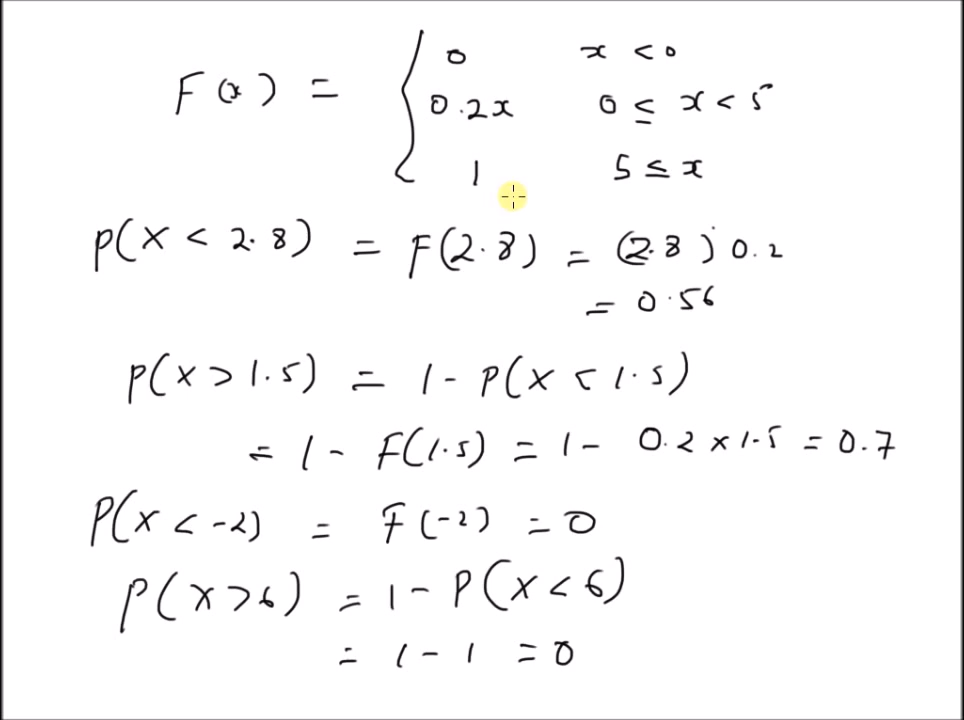 F(x) = { 0 x < 0
0.2x 0 ≤ x < 5
1 5 ≤ x
P(X < 2.8) = F(2.8) = (2.8) 0.2
= 0.56
P(X > 1.5) = 1 - P(X < 1.5)
= 1 - F(1.5) = 1 - 0.2 x 1.5 = 0.7
P(X < -2) = F(-2) = 0
P(X > 6) = 1 - P(X < 6)
= 1 - 1 = 0